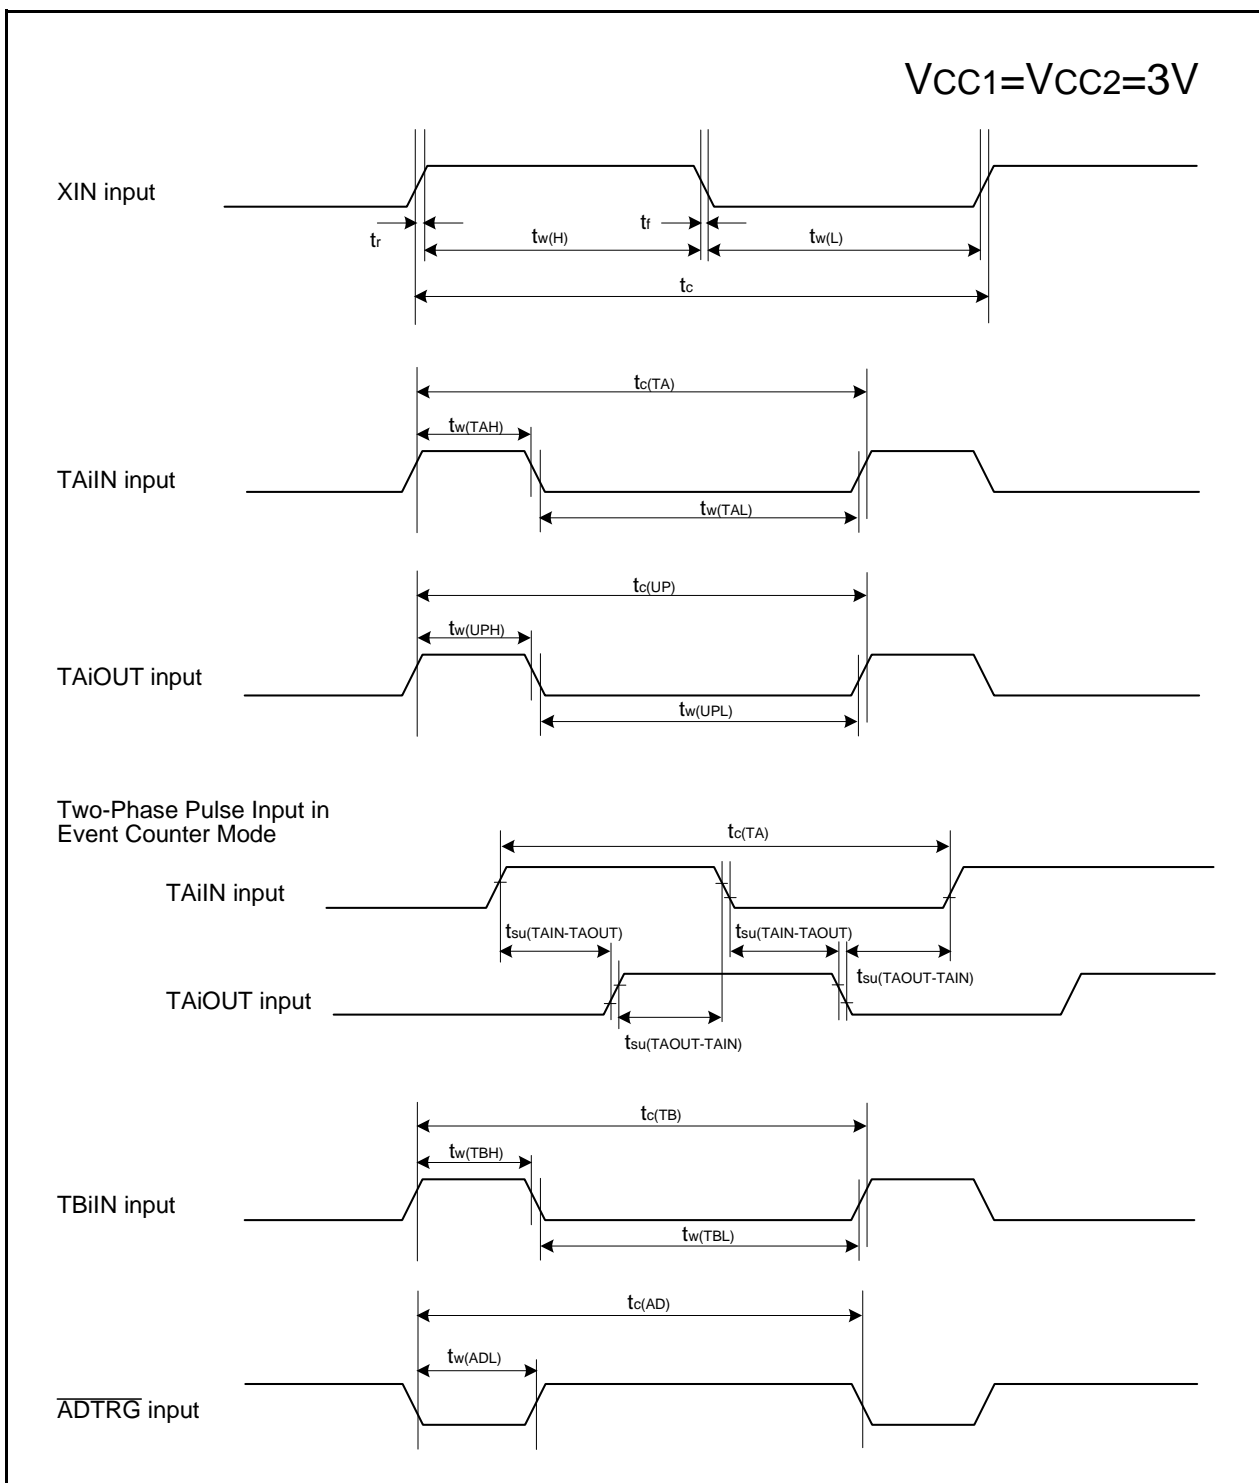 VCC1=VCC2=3V
XIN input
tr
tw(H)
tf
tw(L)
tc
tc(TA)
tw(TAH)
TAiIN input
tw(TAL)
tc(UP)
tw(UPH)
TAiOUT input
tw(UPL)
Two-Phase Pulse Input in
Event Counter Mode
tc(TA)
TAiIN input
tsu(TAIN-TAOUT)
tsu(TAIN-TAOUT)
tsu(TAOUT-TAIN)
TAiOUT input
tsu(TAOUT-TAIN)
tc(TB)
tw(TBH)
TBiIN input
tw(TBL)
tc(AD)
tw(ADL)
ADTRG input